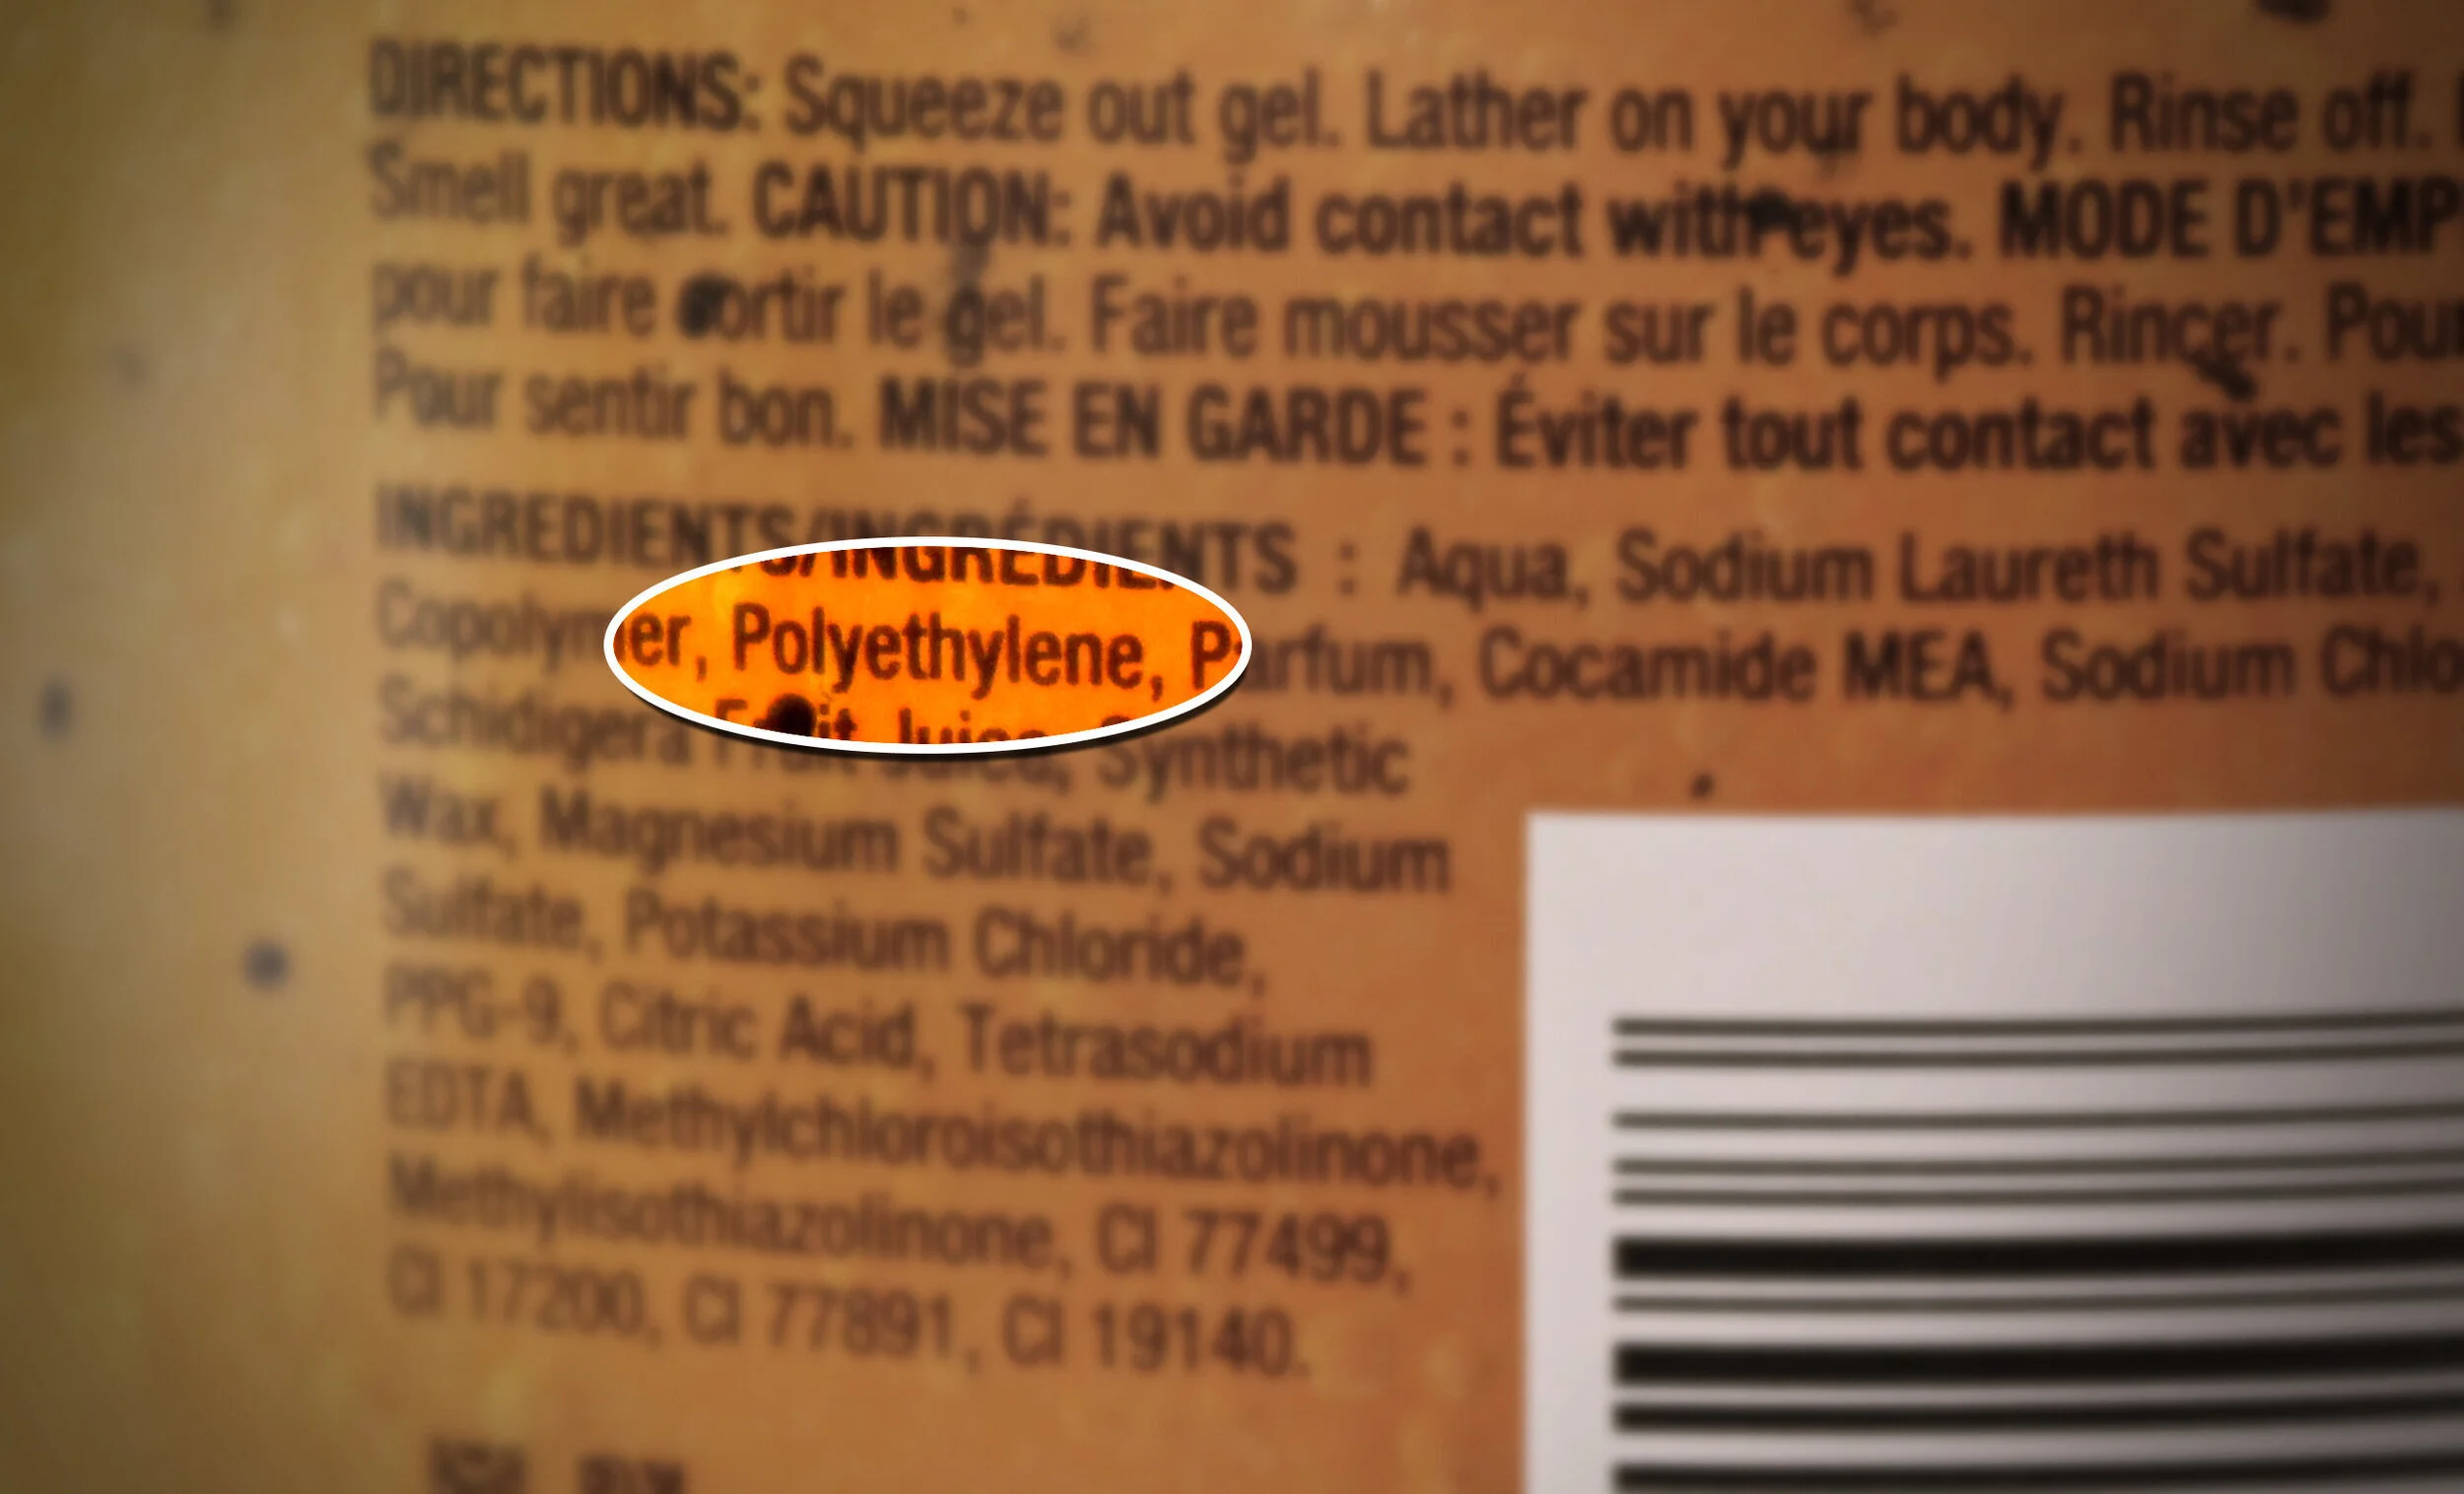 DIRECTIONS: Squeeze out gel. Lather on your body. Rinse off.
Smell great. CAUTION: Avoid contact with eyes. MODE D'EMP
pour faire sortir le gel. Faire mousser sur le corps. Rincer. Pour
Pour sentir bon. MISE EN GARDE : Éviter tout contact avec les
INGREDIENTS/INGRÉDIENTS : Aqua, Sodium Laureth Sulfate,
Copolymer, Polyethylene, Parfum, Cocamide MEA, Sodium Chlo
Schidigera Fruit Juice, Synthetic
Wax, Magnesium Sulfate, Sodium
Sulfate, Potassium Chloride,
PPG-9, Citric Acid, Tetrasodium
EDTA, Methylchloroisothiazolinone,
Methylisothiazolinone, CI 77499,
CI 17200, CI 77891, CI 19140.